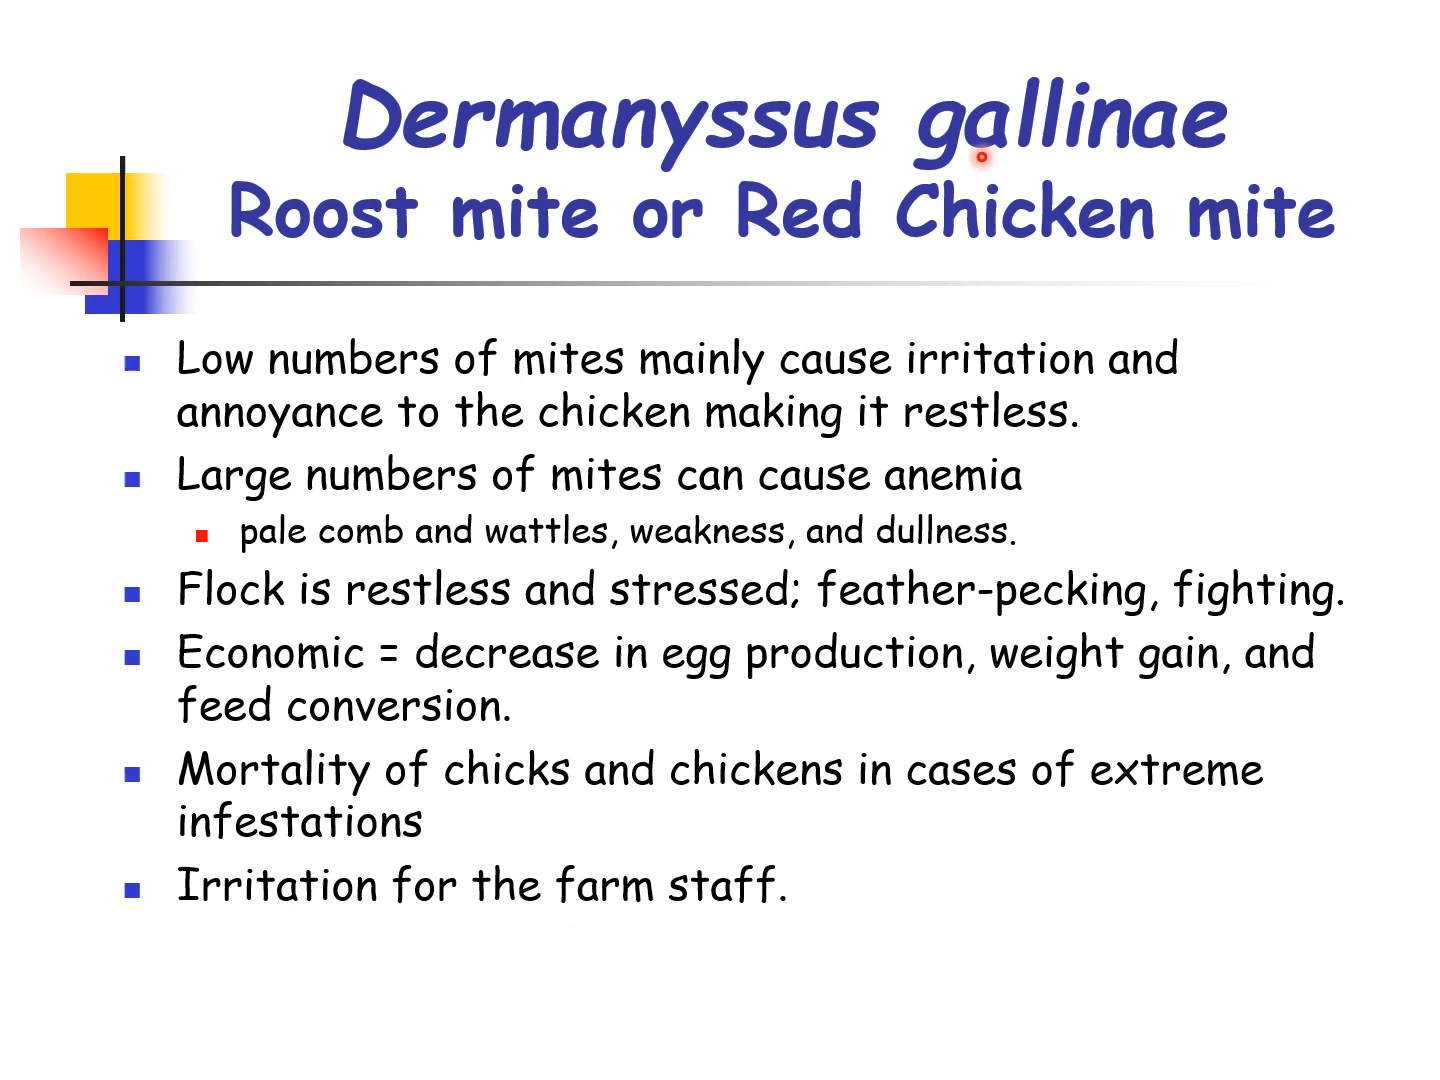 Dermanyssus gallinae
Roost mite or Red Chicken mite
Low numbers of mites mainly cause irritation and
annoyance to the chicken making it restless.
Large numbers of mites can cause anemia
pale comb and wattles, weakness, and dullness.
Flock is restless and stressed; feather-pecking, fighting.
Economic = decrease in egg production, weight gain, and
feed conversion.
Mortality of chicks and chickens in cases of extreme
infestations
Irritation for the farm staff.